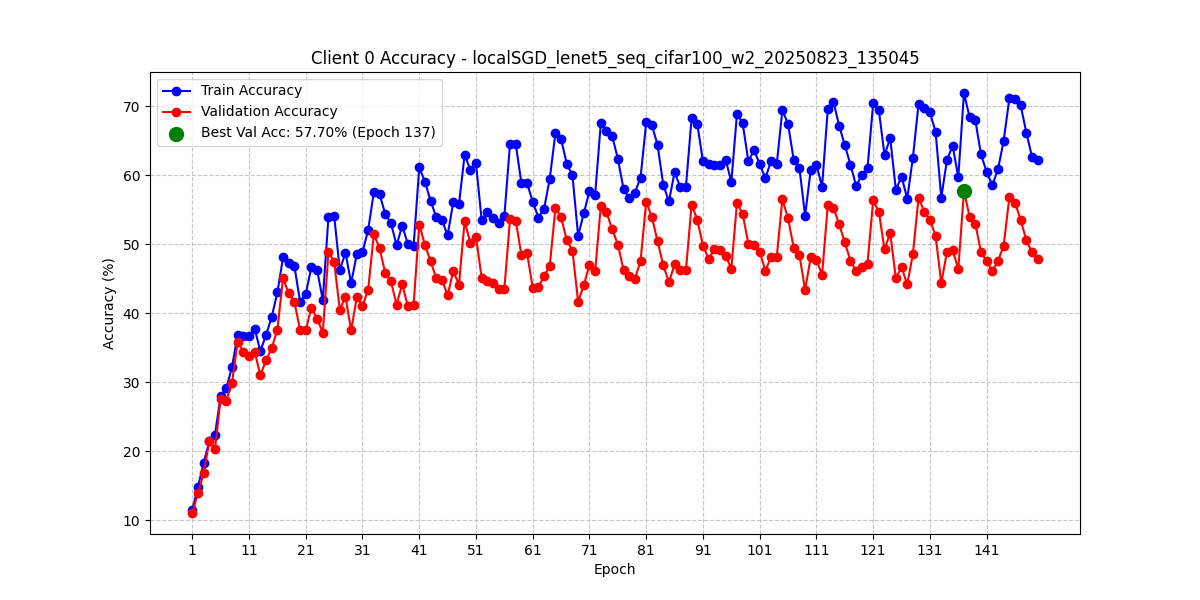 Client 0 Accuracy - localSGD_lenet5_seq_cifar100_w2_20250823_135045
Train Accuracy
Validation Accuracy
Best Val Acc: 57.70% (Epoch 137)
Accuracy (%)
70
60
50
40
30
20
10
1 11 21 31 41 51 61 71 81 91 101 111 121 131 141
Epoch